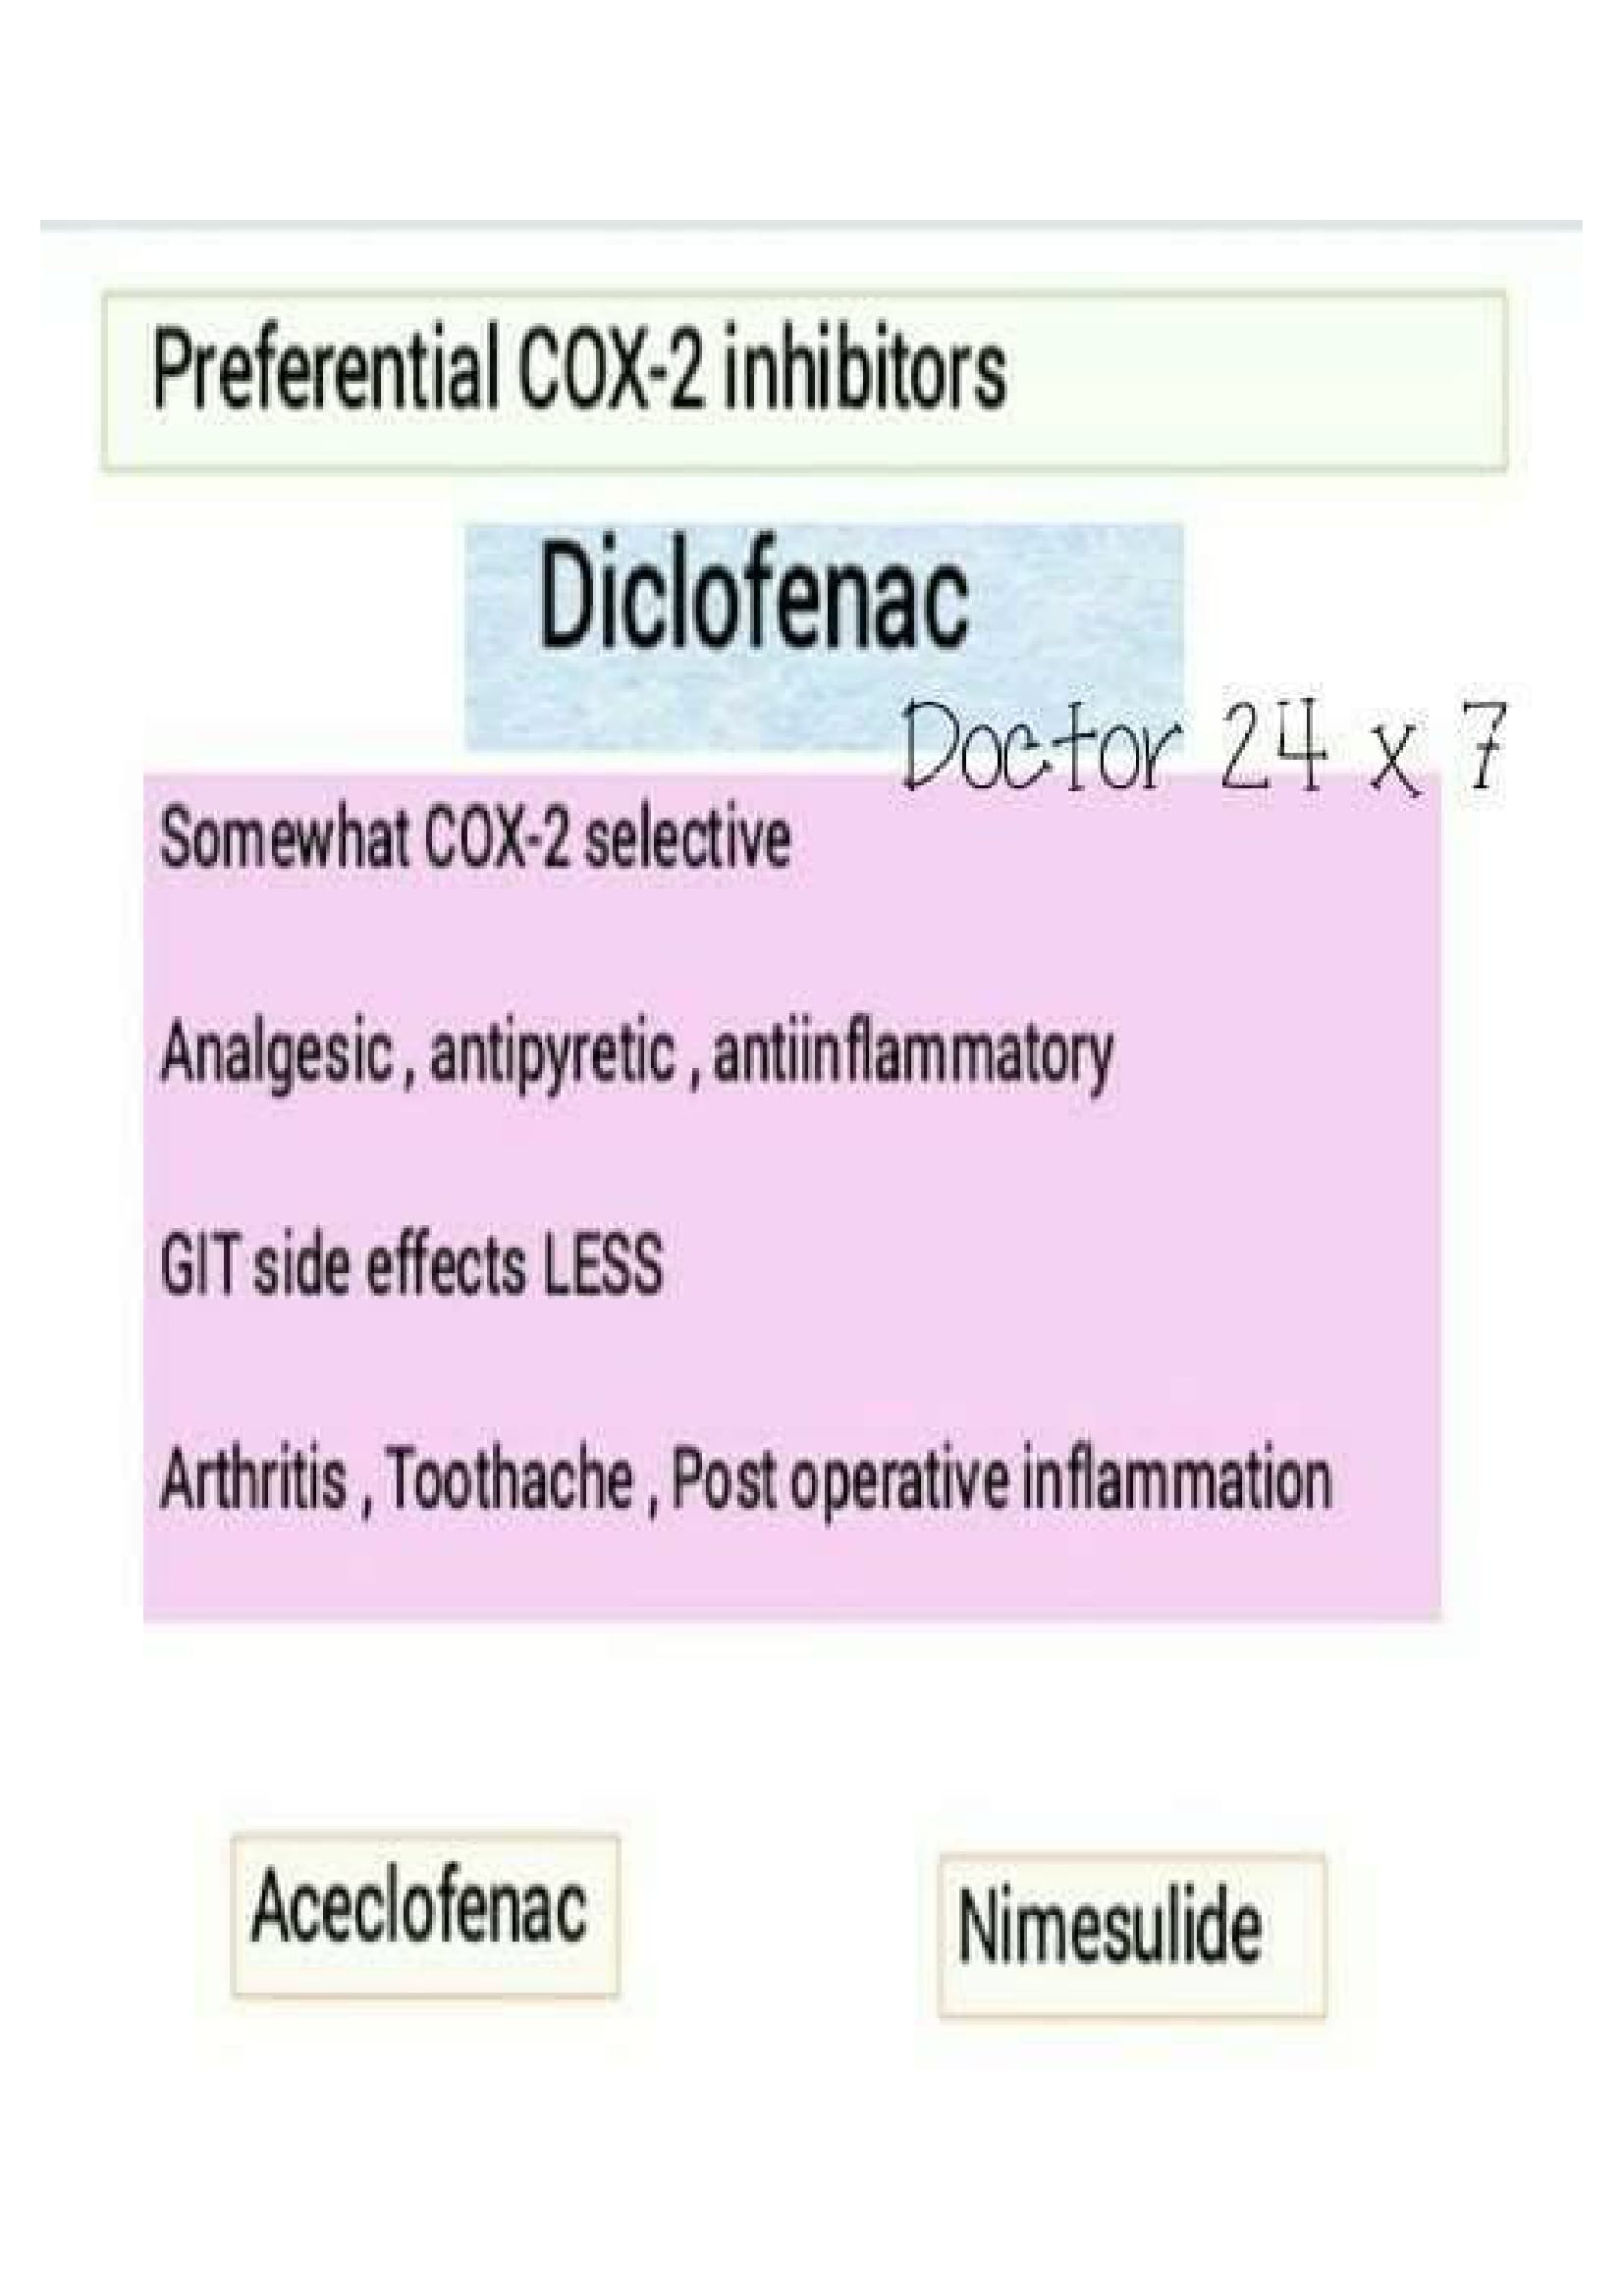 Preferential COX-2 inhibitors
Diclofenac
Doctor 24 x 7
Somewhat COX-2 selective
Analgesic , antipyretic , antiinflammatory
GIT side effects LESS
Arthritis , Toothache , Post operative inflammation
Aceclofenac
Nimesulide